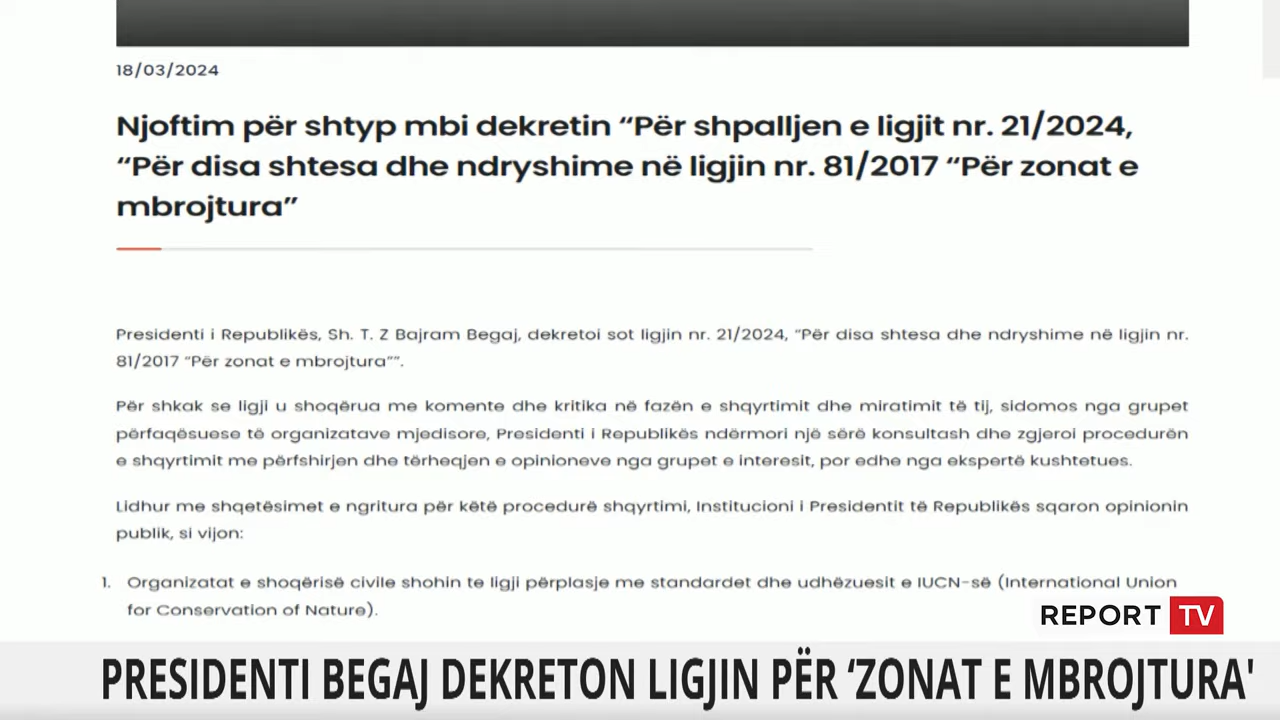 18/03/2024
Njoftim për shtyp mbi dekretin “Për shpalljen e ligjit nr. 21/2024,
“Për disa shtesa dhe ndryshime në ligjin nr. 81/2017 “Për zonat e
mbrojtura”
Presidenti i Republikës, Sh. T. Z Bajram Begaj, dekretoi sot ligjin nr. 21/2024, “Për disa shtesa dhe ndryshime në ligjin nr.
81/2017 “Për zonat e mbrojtura””.
Për shkak se ligji u shoqërua me komente dhe kritika në fazën e shqyrtimit dhe miratimit të tij, sidomos nga grupet
përfaqësuese të organizatave mjedisore, Presidenti i Republikës ndërmori një sërë konsultash dhe zgjeroi procedurën
e shqyrtimit me përfshirjen dhe tërheqjen e opinioneve nga grupet e interesit, por edhe nga ekspertë kushtetues.
Lidhur me shqetësimet e ngritura për këtë procedurë shqyrtimi, Institucioni i Presidentit të Republikës sqaron opinionin
publik, si vijon:
1. Organizatat e shoqërisë civile shohin te ligji përplasje me standardet dhe udhëzuesit e IUCN-së (International Union
for Conservation of Nature).
REPORT TV
PRESIDENTI BEGAJ DEKRETON LIGJIN PËR ‘ZONAT E MBROJTURA'